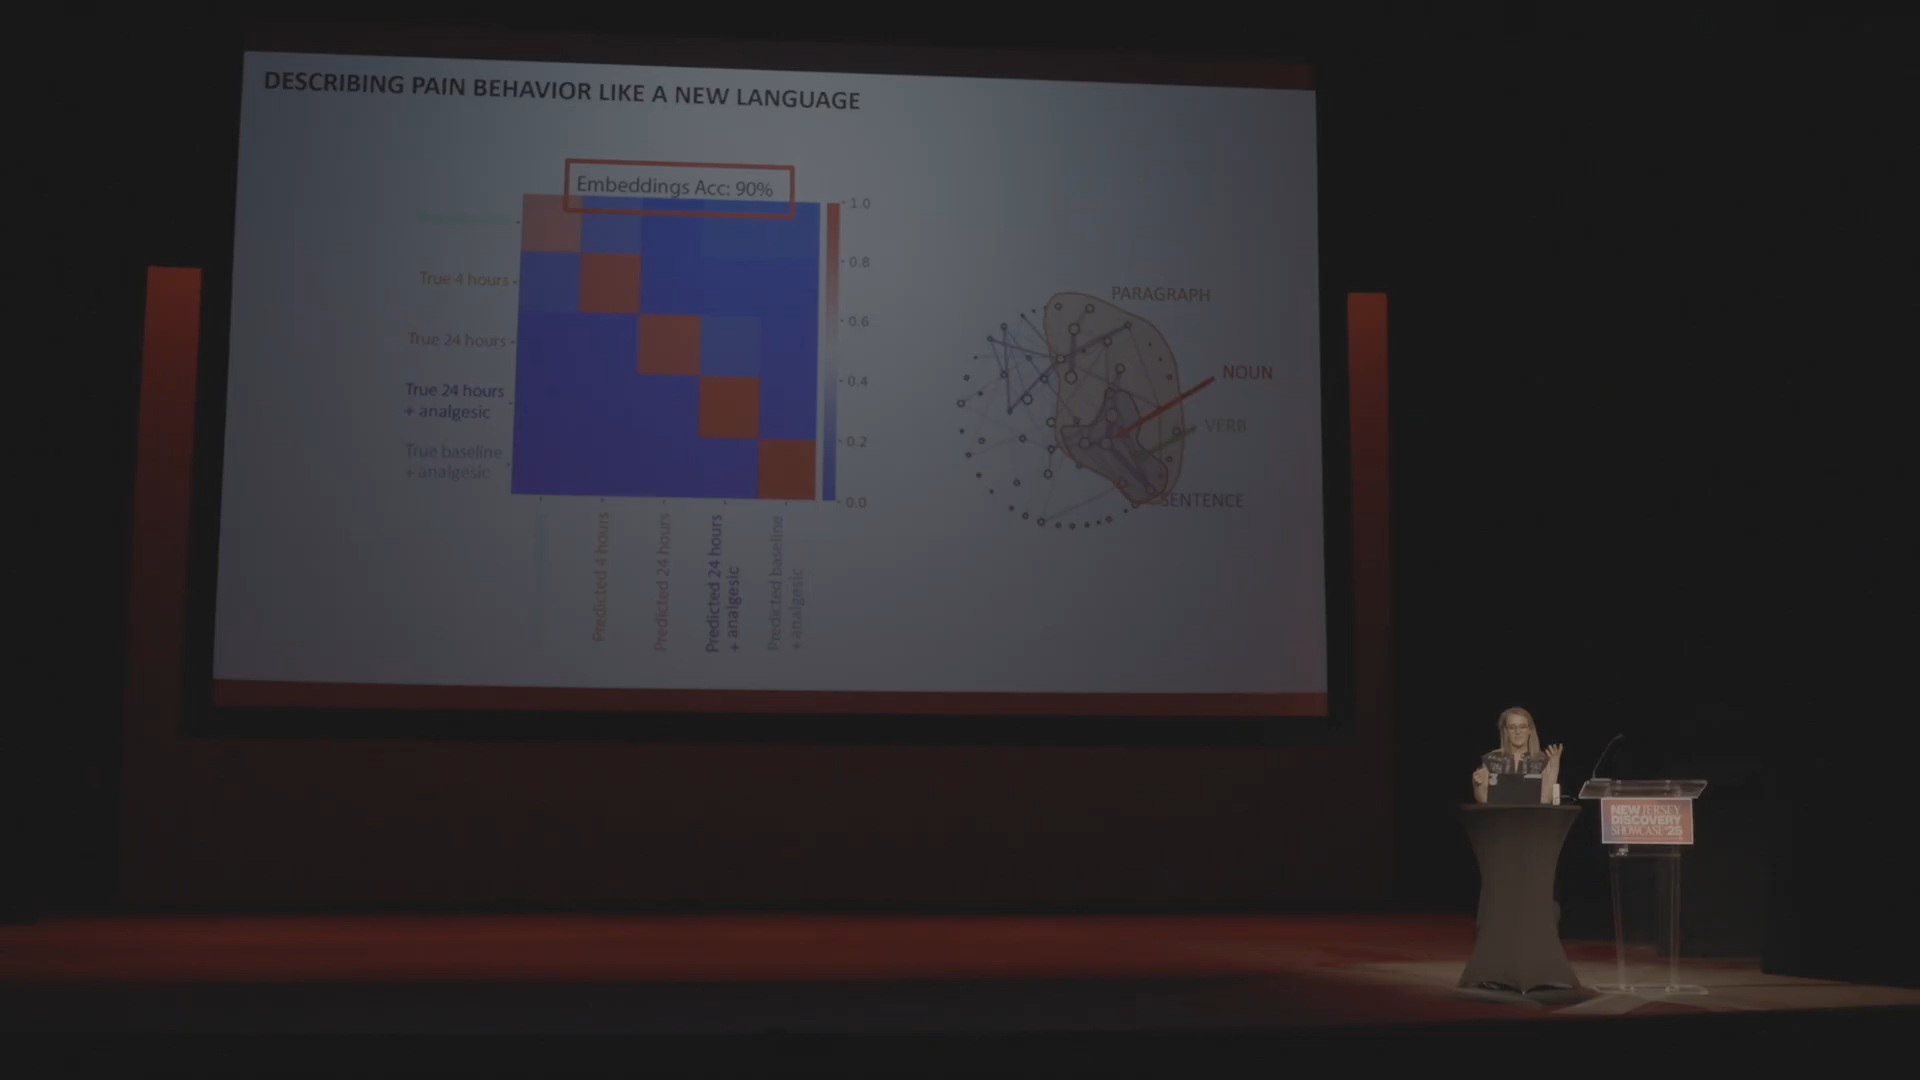 DESCRIBING PAIN BEHAVIOR LIKE A NEW LANGUAGE
Embeddings Acc: 90%
1.0
0.8
0.6
0.4
0.2
0.0
True 4 hours
True 24 hours
True 24 hours
+ analgesic
True baseline
+ analgesic
Predicted 4 hours
Predicted 24 hours
Predicted 24 hours
+ analgesic
Predicted baseline
+ analgesic
PARAGRAPH
NOUN
VERB
SENTENCE
NEW JERSEY
DISCOVERY
SHOWCASE '25